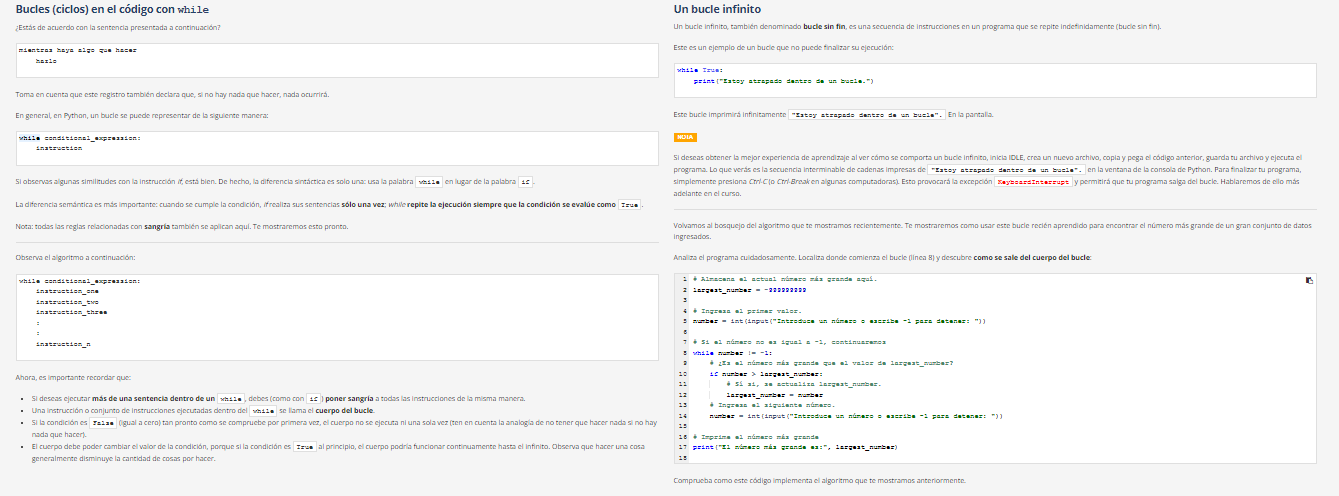 Bucles (ciclos) en el código con while
¿Estás de acuerdo con la sentencia presentada a continuación?
mientras haya algo que hacer
hazlo
Toma en cuenta que este registro también declara que, si no hay nada que hacer, nada ocurrirá.
En general, en Python, un bucle se puede representar de la siguiente manera:
while conditional_expression:
instruction
Si observas algunas similitudes con la instrucción if, está bien. De hecho, la diferencia sintáctica es solo una: usa la palabra while en lugar de la palabra if.
La diferencia semántica es más importante: cuando se cumple la condición, if realiza sus sentencias sólo una vez; while repite la ejecución siempre que la condición se evalúe como True.
Nota: todas las reglas relacionadas con sangría también se aplican aquí. Te mostraremos esto pronto.
Observa el algoritmo a continuación:
while conditional_expression:
instruction_one
instruction_two
instruction_three
:
:
instruction_n
Ahora, es importante recordar que:
• Si deseas ejecutar más de una sentencia dentro de un while, debes (como con if) poner sangría a todas las instrucciones de la misma manera.
• Una instrucción o conjunto de instrucciones ejecutadas dentro del while se llama el cuerpo del bucle.
• Si la condición es False (igual a cero) tan pronto como se compruebe por primera vez, el cuerpo no se ejecuta ni una sola vez (ten en cuenta la analogía de no tener que hacer nada si no hay
nada que hacer).
• El cuerpo debe poder cambiar el valor de la condición, porque si la condición es True al principio, el cuerpo podría funcionar continuamente hasta el infinito. Observa que hacer una cosa
generalmente disminuye la cantidad de cosas por hacer.
Un bucle infinito
Un bucle infinito, también denominado bucle sin fin, es una secuencia de instrucciones en un programa que se repite indefinidamente (bucle sin fin).
Este es un ejemplo de un bucle que no puede finalizar su ejecución:
while True:
print("Estoy atrapado dentro de un bucle.")
Este bucle imprimirá infinitamente "Estoy atrapado dentro de un bucle". En la pantalla.
NOTA
Si deseas obtener la mejor experiencia de aprendizaje al ver cómo se comporta un bucle infinito, inicia IDLE, crea un nuevo archivo, copia y pega el código anterior, guarda tu archivo y ejecuta el
programa. Lo que verás es la secuencia interminable de cadenas impresas de "Estoy atrapado dentro de un bucle". en la ventana de la consola de Python. Para finalizar tu programa,
simplemente presiona Ctrl-C (o Ctrl-Break en algunas computadoras). Esto provocará la excepción KeyboardInterrupt y permitirá que tu programa salga del bucle. Hablaremos de ello más
adelante en el curso.
Volvamos al bosquejo del algoritmo que te mostramos recientemente. Te mostraremos como usar este bucle recién aprendido para encontrar el número más grande de un gran conjunto de datos
ingresados.
Analiza el programa cuidadosamente. Localiza donde comienza el bucle (línea 8) y descubre como se sale del cuerpo del bucle:
1 # Almacena el actual número más grande aquí.
2 largest_number = -999999999
3
4 # Ingresa el primer valor.
5 number = int(input("Introduce un número o escribe -1 para detener: "))
6
7 # Si el número no es igual a -1, continuaremos
8 while number != -1:
9 # ¿Es el número más grande que el valor de largest_number?
10 if number > largest_number:
11 # Sí si, se actualiza largest_number.
12 largest_number = number
13 # Ingresa el siguiente número.
14 number = int(input("Introduce un número o escribe -1 para detener: "))
15
16 # Imprime el número más grande
17 print("El número más grande es:", largest_number)
18
Comprueba como este código implementa el algoritmo que te mostramos anteriormente.